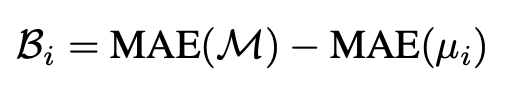 ℬᵢ = MAE(ℳ) − MAE(μᵢ)